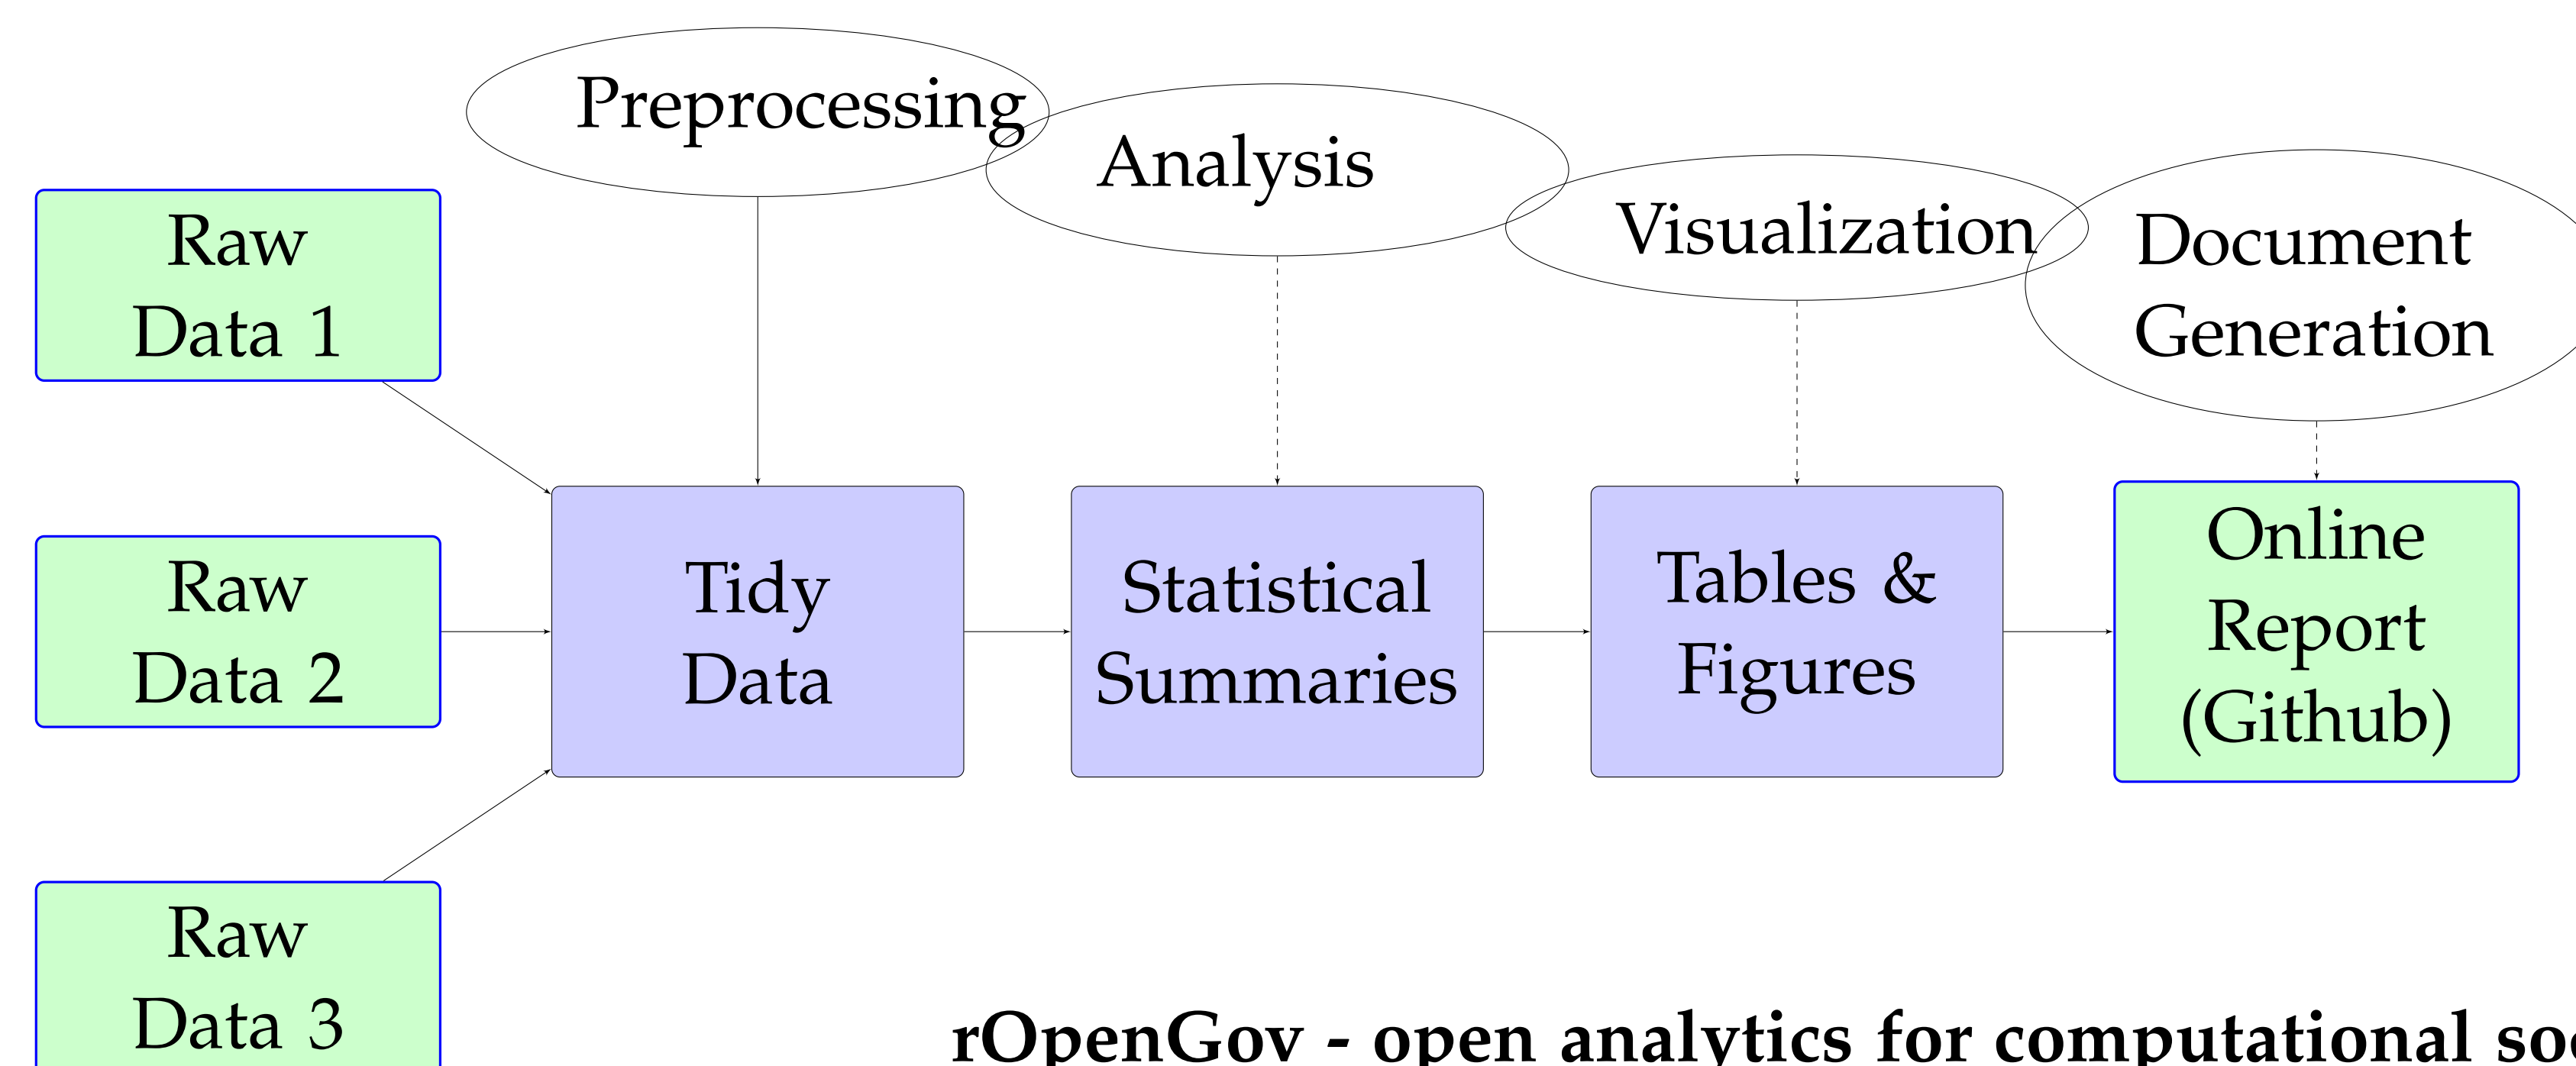 Preprocessing
Analysis
Visualization
Document
Generation
Raw
Data 1
Raw
Data 2
Raw
Data 3
Tidy
Data
Statistical
Summaries
Tables &
Figures
Online
Report
(Github)
rOpenGov - open analytics for computational